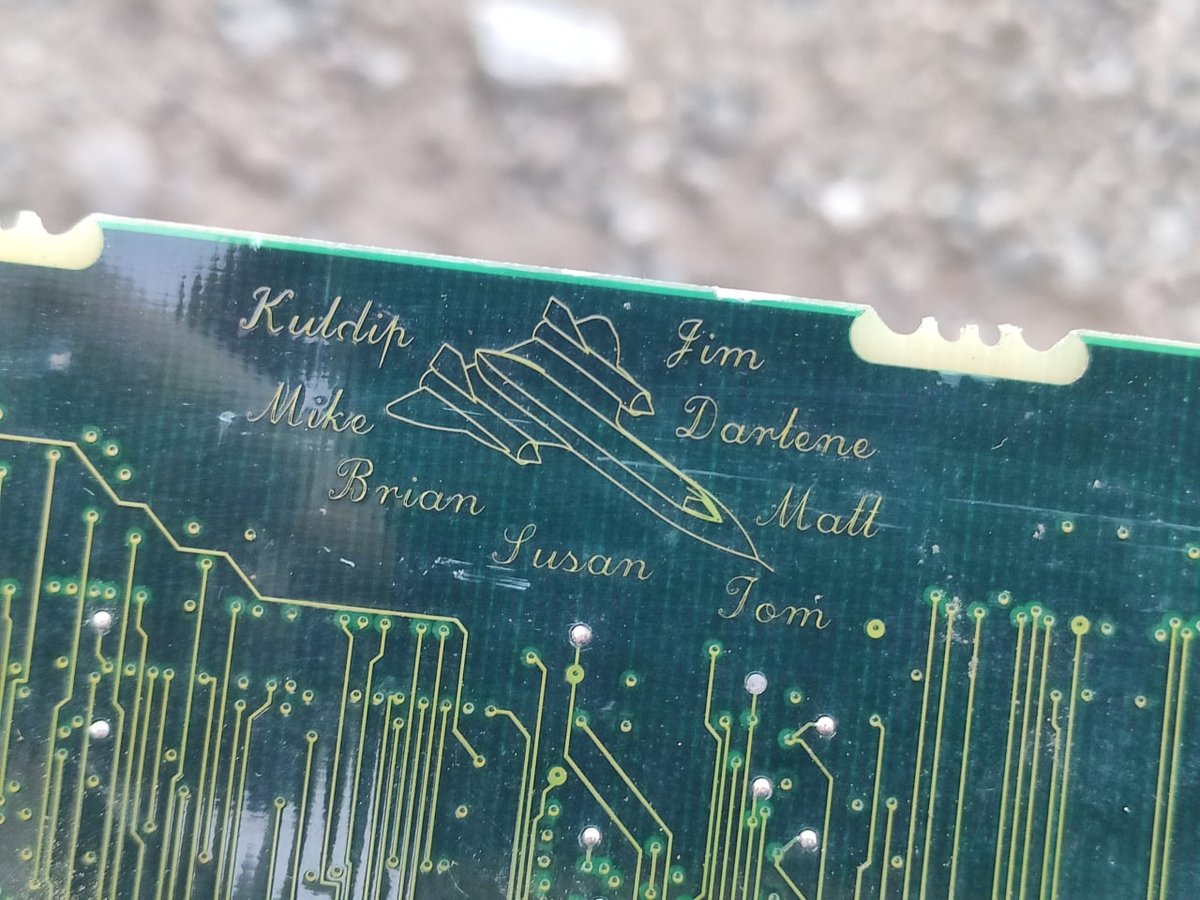 Kuldip
Mike
Brian
Susan
Jim
Darlene
Matt
Tom